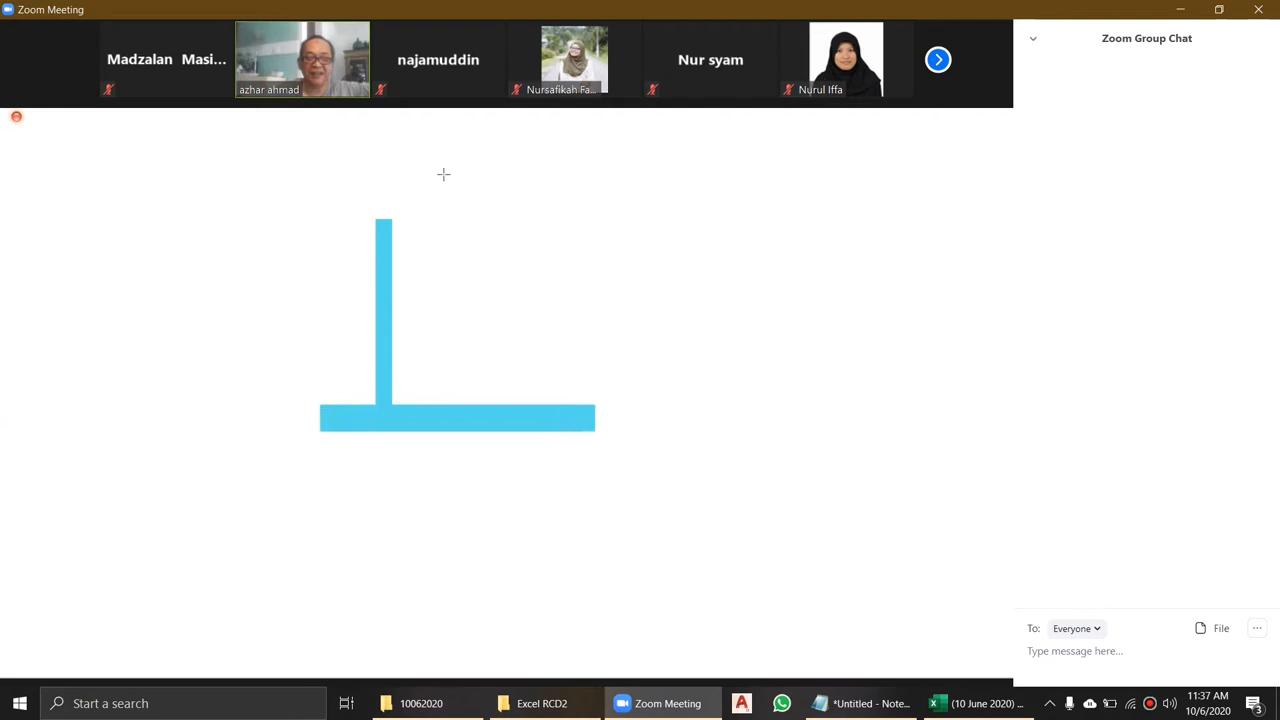 Zoom Meeting
Madzalan Masi...
azhar ahmad
najamuddin
Nursafikah Fa...
Nur syam
Nurul Iffa
Zoom Group Chat
To: Everyone
File
Type message here...
Start a search
10062020
Excel RCD2
Zoom Meeting
*Untitled - Note...
(10 June 2020) ...
11:37 AM
10/6/2020
3